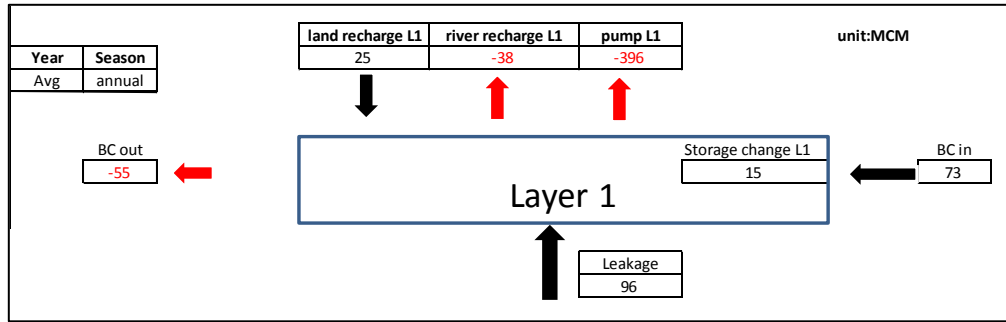 land recharge L1 river recharge L1 pump L1 unit:MCM
Year Season 25 -38 -396
Avg annual
BC out Storage change L1 BC in
-55 15 73
Layer 1
Leakage
96